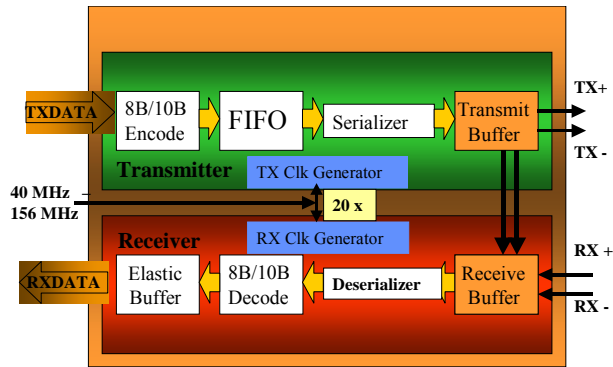 TXDATA
8B/10B
Encode
FIFO
Serializer
Transmit
Buffer
TX+
TX -
Transmitter
TX Clk Generator
40 MHz –
156 MHz
20 x
RX Clk Generator
Receiver
RXDATA
Elastic
Buffer
8B/10B
Decode
Deserializer
Receive
Buffer
RX +
RX -